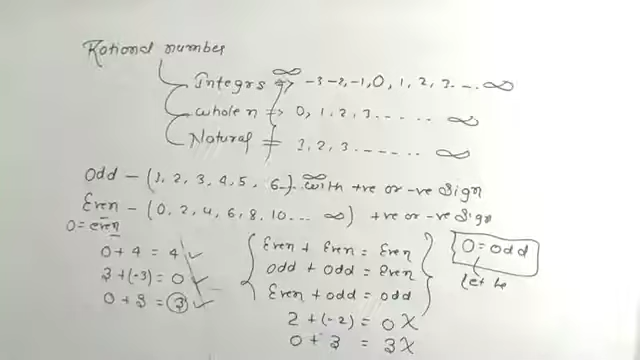 Rational number
Integrs ⇒ ∞ -3 -2, -1, 0, 1, 2, 3 ... ∞
whole n ⇒ 0, 1, 2, 3 ..... ∞
Natural = 1, 2, 3 ...... ∞
Odd - (1, 2, 3, 4, 5, 6..) .. ∞ with +ve or -ve Sign
Even - (0, 2, 4, 6, 8, 10 ... ∞) +ve or -ve Sign
0 = even
0 + 4 = 4 ✓
3 + (-3) = 0 ✓
0 + 3 = 3 ✓
Even + Even = Even
odd + odd = Even
Even + odd = odd
2 + (-2) = 0 X
0 + 3 = 3 X
0 = odd
let be